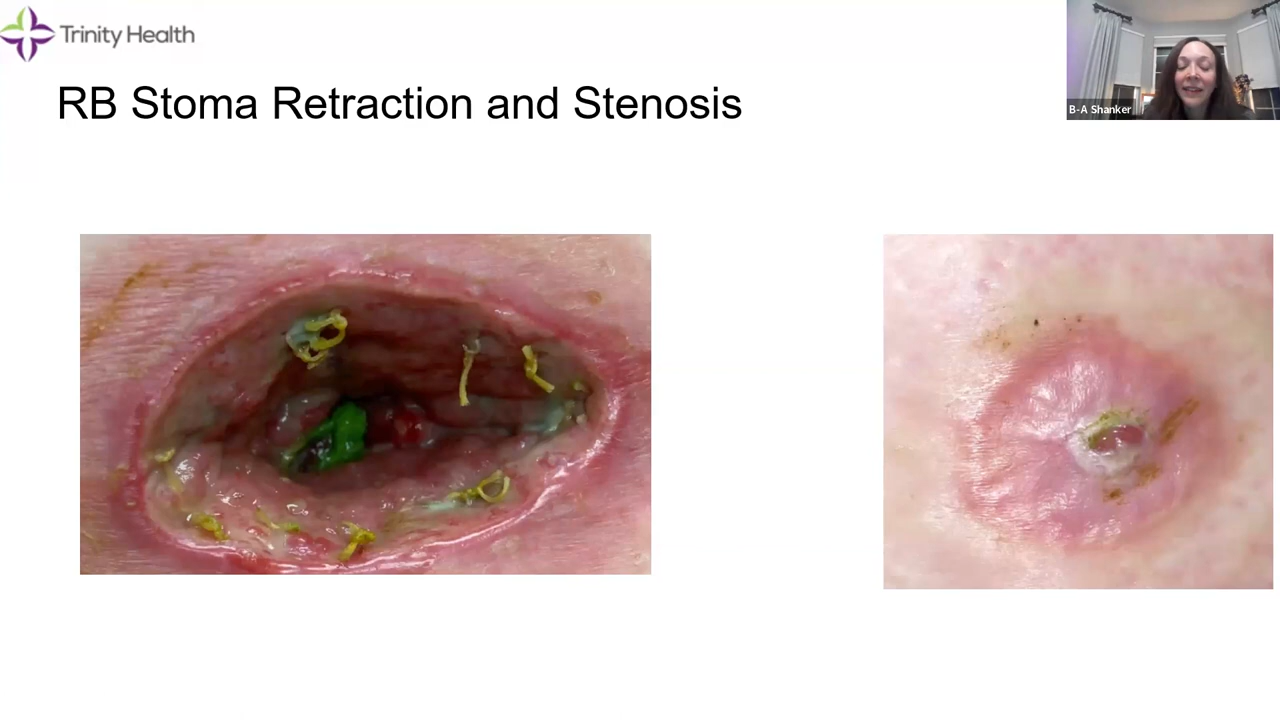 Trinity Health
B-A Shanker
RB Stoma Retraction and Stenosis